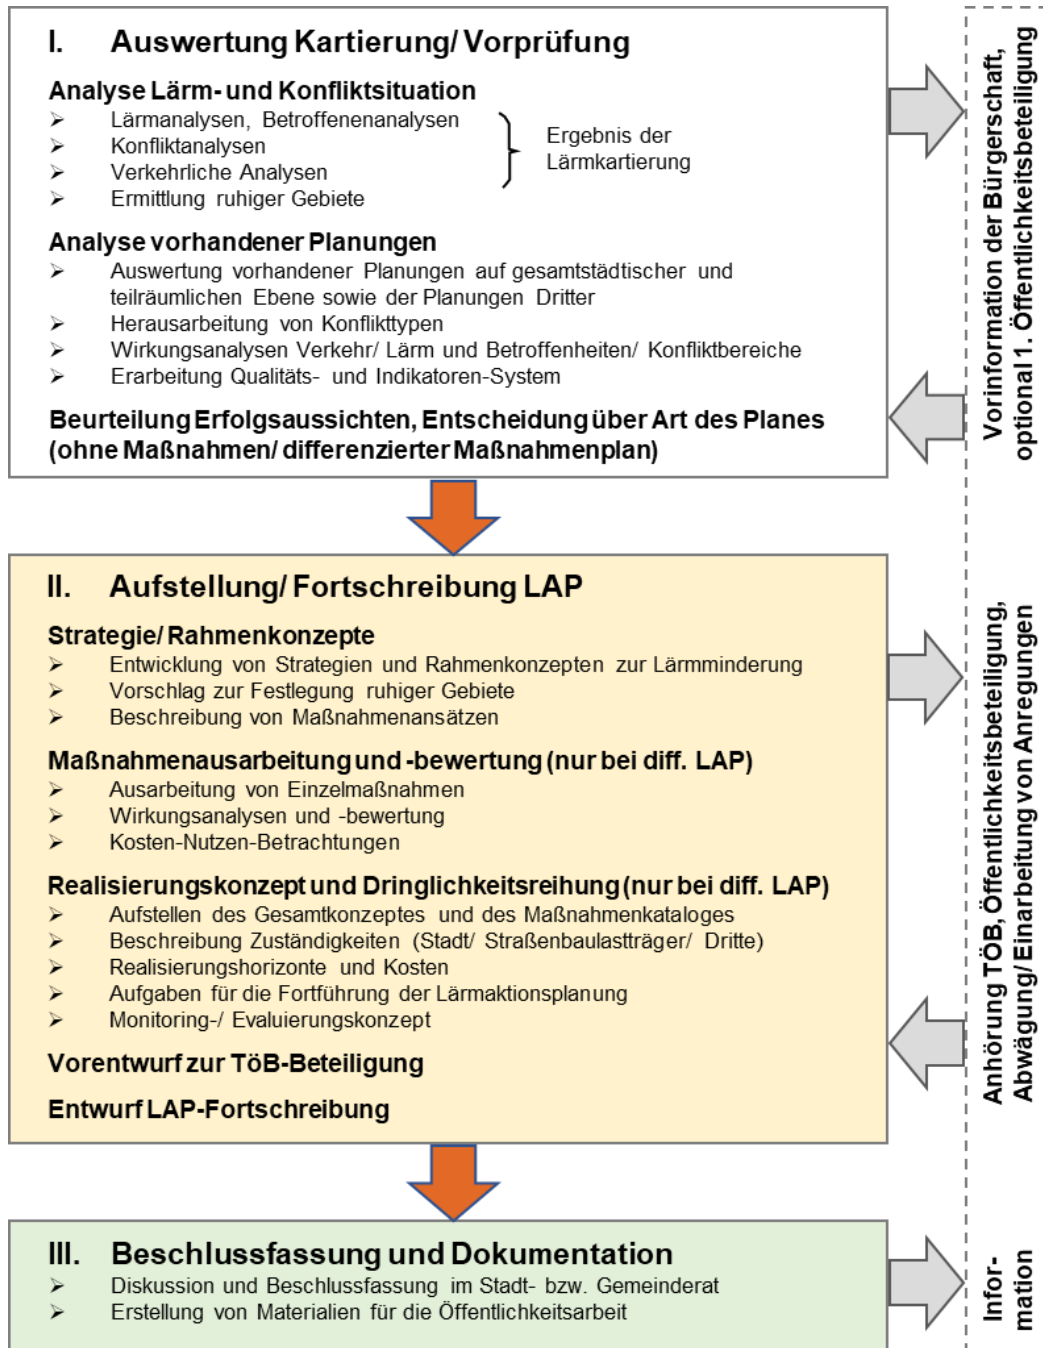 I. Auswertung Kartierung/ Vorprüfung
Analyse Lärm- und Konfliktsituation
➢ Lärmanalysen, Betroffenenanalysen
➢ Konfliktanalysen
➢ Verkehrliche Analysen
➢ Ermittlung ruhiger Gebiete
Ergebnis der
Lärmkartierung
Analyse vorhandener Planungen
➢ Auswertung vorhandener Planungen auf gesamtstädtischer und
teilräumlichen Ebene sowie der Planungen Dritter
➢ Herausarbeitung von Konflikttypen
➢ Wirkungsanalysen Verkehr/ Lärm und Betroffenheiten/ Konfliktbereiche
➢ Erarbeitung Qualitäts- und Indikatoren-System
Beurteilung Erfolgsaussichten, Entscheidung über Art des Planes
(ohne Maßnahmen/ differenzierter Maßnahmenplan)
Vorinformation der Bürgerschaft,
optional 1. Öffentlichkeitsbeteiligung
II. Aufstellung/ Fortschreibung LAP
Strategie/ Rahmenkonzepte
➢ Entwicklung von Strategien und Rahmenkonzepten zur Lärmminderung
➢ Vorschlag zur Festlegung ruhiger Gebiete
➢ Beschreibung von Maßnahmenansätzen
Maßnahmenausarbeitung und -bewertung (nur bei diff. LAP)
➢ Ausarbeitung von Einzelmaßnahmen
➢ Wirkungsanalysen und -bewertung
➢ Kosten-Nutzen-Betrachtungen
Realisierungskonzept und Dringlichkeitsreihung (nur bei diff. LAP)
➢ Aufstellen des Gesamtkonzeptes und des Maßnahmenkataloges
➢ Beschreibung Zuständigkeiten (Stadt/ Straßenbaulastträger/ Dritte)
➢ Realisierungshorizonte und Kosten
➢ Aufgaben für die Fortführung der Lärmaktionsplanung
➢ Monitoring-/ Evaluierungskonzept
Vorentwurf zur TöB-Beteiligung
Entwurf LAP-Fortschreibung
Anhörung TÖB, Öffentlichkeitsbeteiligung,
Abwägung/ Einarbeitung von Anregungen
III. Beschlussfassung und Dokumentation
➢ Diskussion und Beschlussfassung im Stadt- bzw. Gemeinderat
➢ Erstellung von Materialien für die Öffentlichkeitsarbeit
Infor-
mation